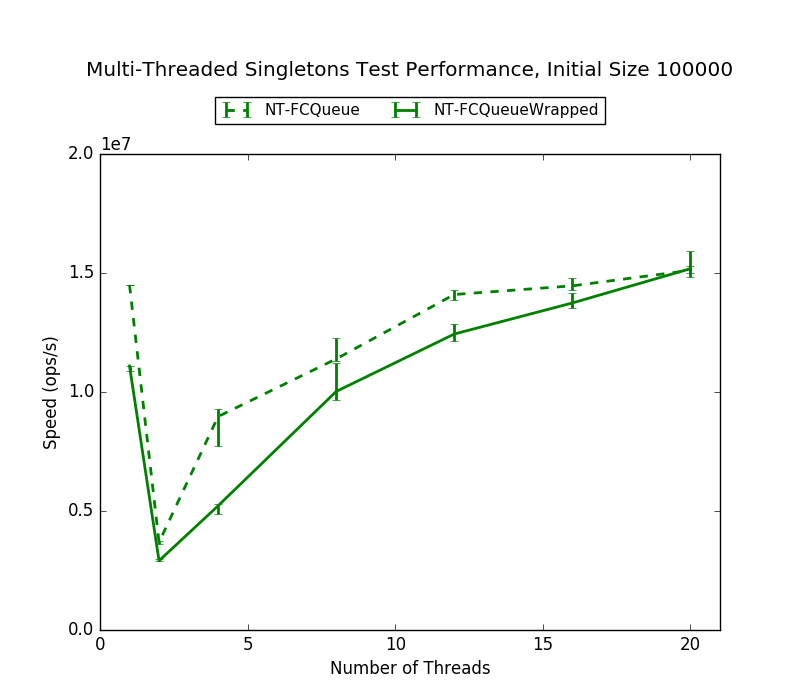 Multi-Threaded Singletons Test Performance, Initial Size 100000
NT-FCQueue NT-FCQueueWrapped
1e7
2.0
1.5
1.0
0.5
0.0
Speed (ops/s)
0 5 10 15 20
Number of Threads